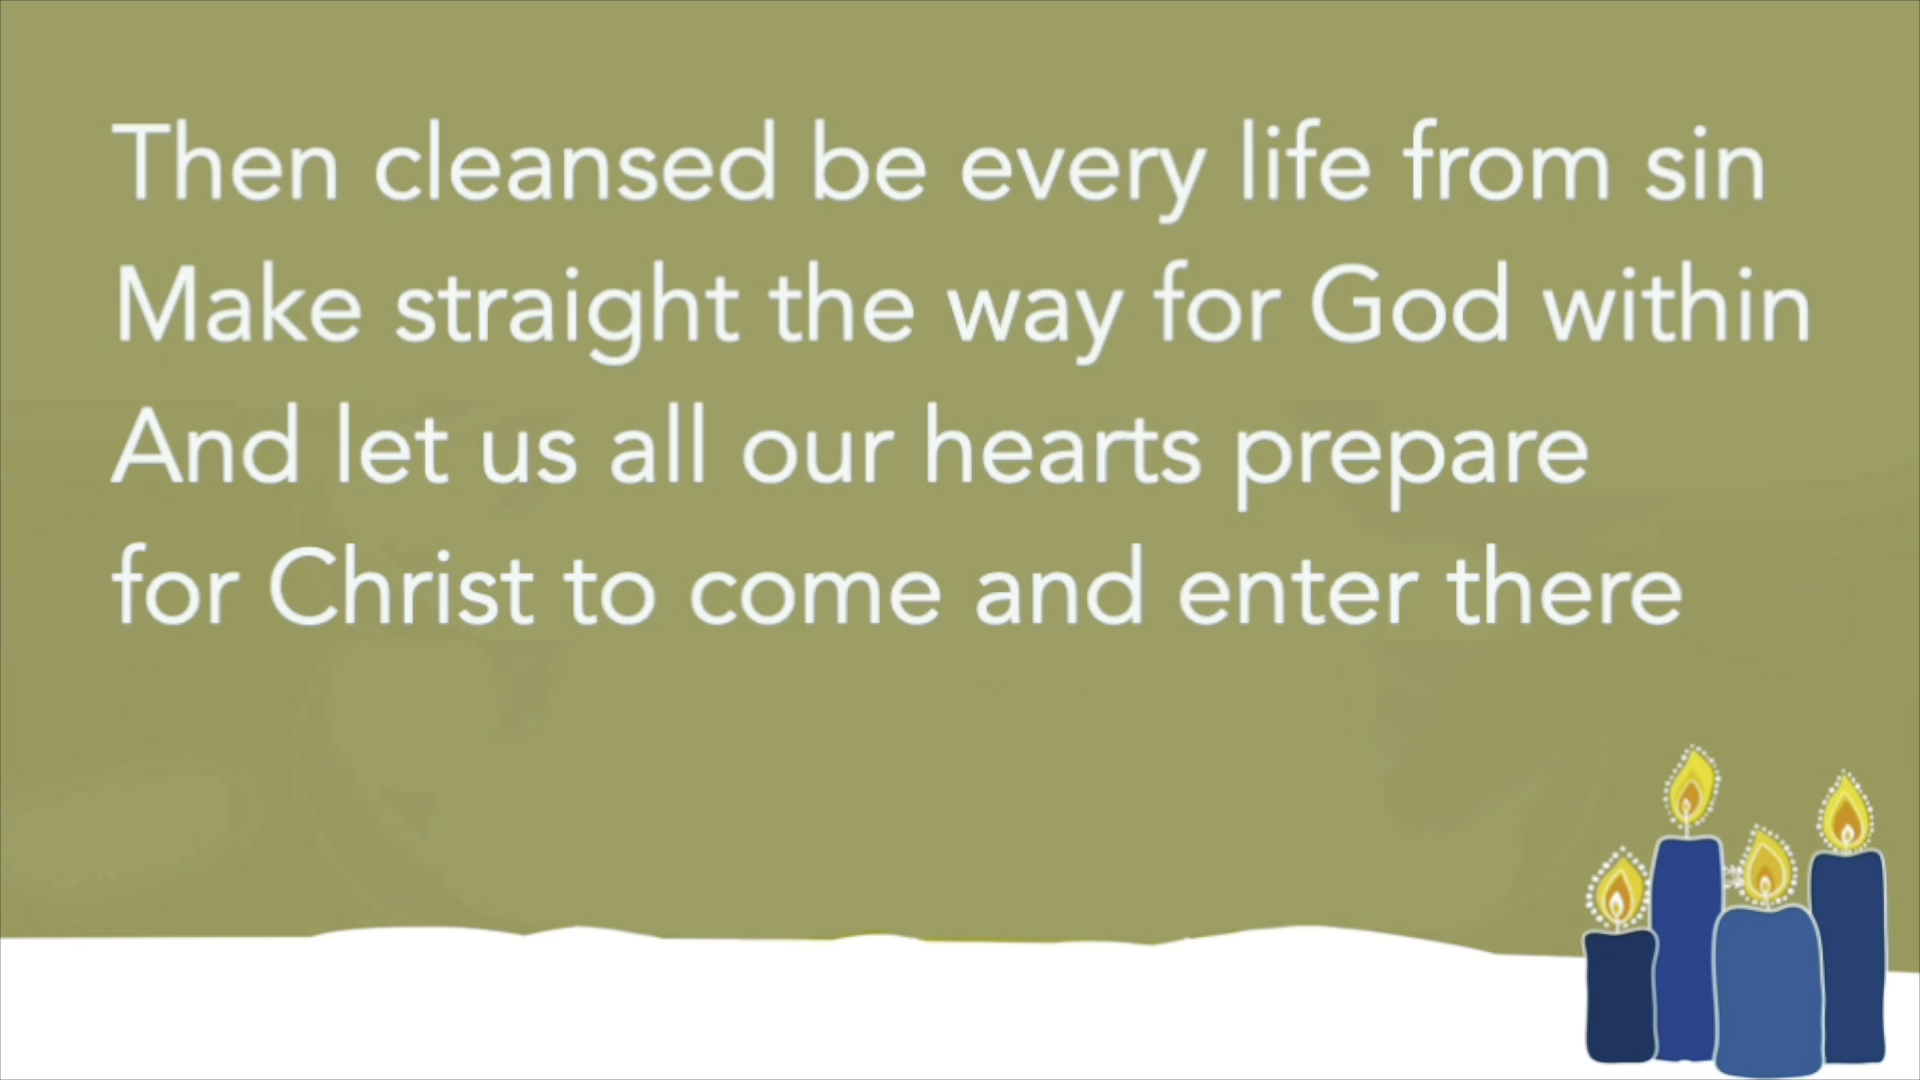 Then cleansed be every life from sin
Make straight the way for God within
And let us all our hearts prepare
for Christ to come and enter there